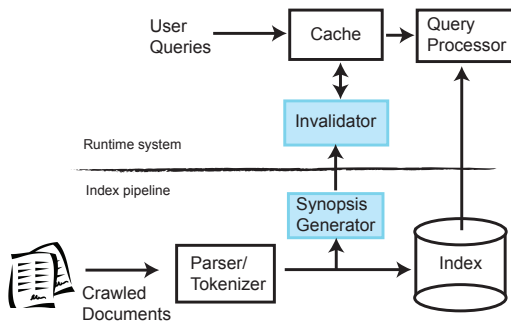 User
Queries
Cache
Query
Processor
Invalidator
Runtime system
Index pipeline
Synopsis
Generator
Parser/
Tokenizer
Index
Crawled
Documents